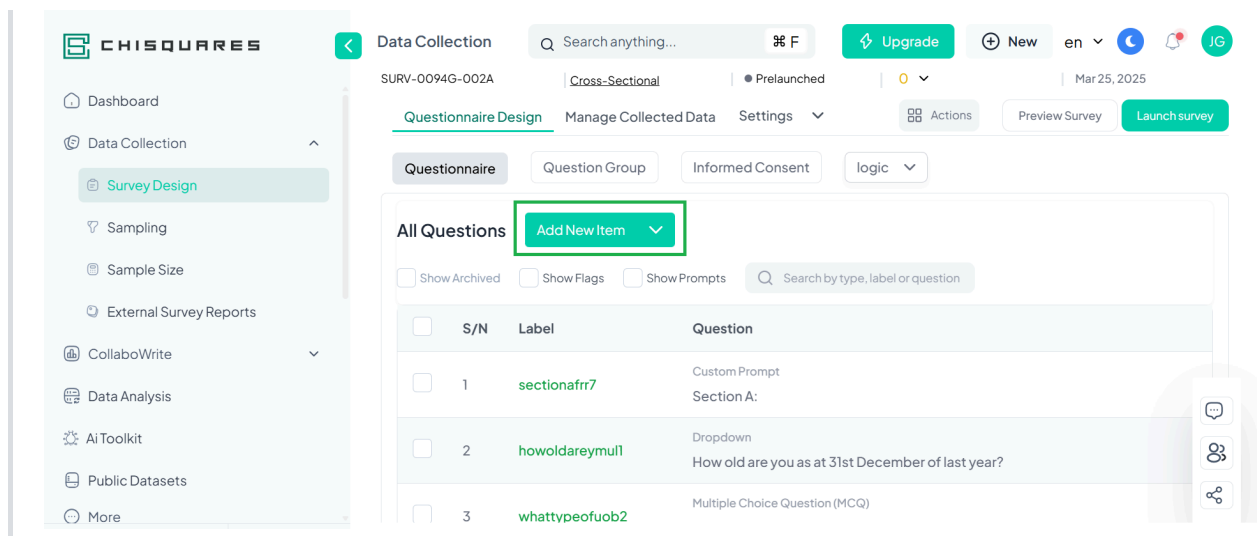 CHISQUARES
Dashboard
Data Collection
Survey Design
Sampling
Sample Size
External Survey Reports
CollaboWrite
Data Analysis
Ai Toolkit
Public Datasets
More
Data Collection
Search anything...
⌘ F
Upgrade
New
en
JG
SURV-0094G-002A
Cross-Sectional
Prelaunched
0
Mar 25, 2025
Questionnaire Design
Manage Collected Data
Settings
Actions
Preview Survey
Launch survey
Questionnaire
Question Group
Informed Consent
logic
All Questions
Add New Item
Show Archived
Show Flags
Show Prompts
Search by type, label or question
S/N Label Question
1 sectionafrr7
Custom Prompt
Section A:
2 howoldareymul1
Dropdown
How old are you as at 31st December of last year?
3 whattypeofuob2
Multiple Choice Question (MCQ)